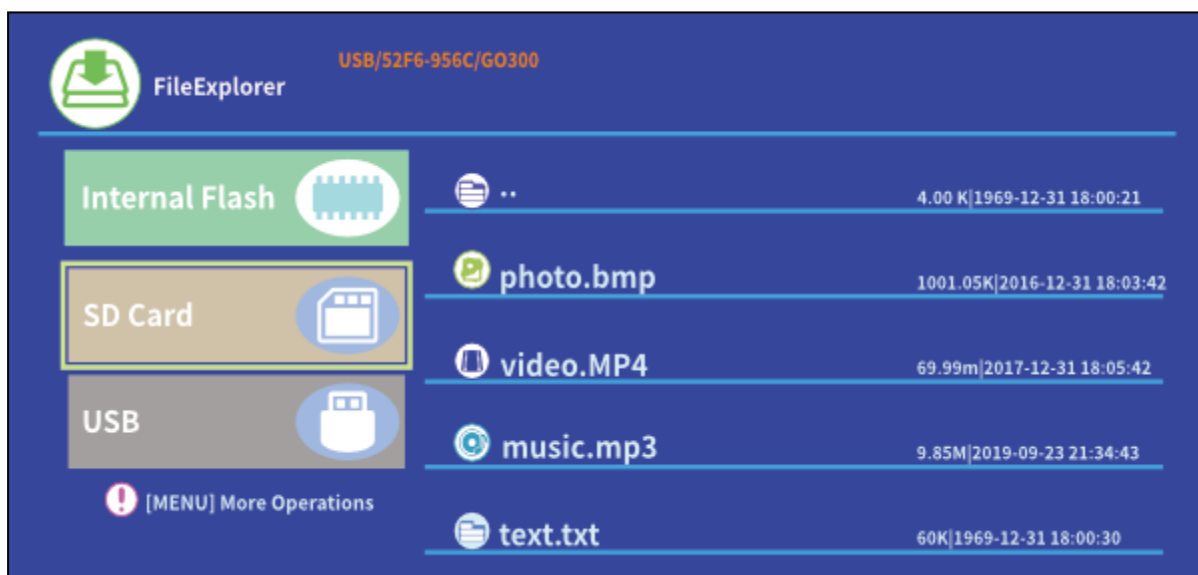 FileExplorer
USB/52F6-956C/GO300
Internal Flash
SD Card
USB
[MENU] More Operations
.. 4.00 K|1969-12-31 18:00:21
photo.bmp 1001.05K|2016-12-31 18:03:42
video.MP4 69.99m|2017-12-31 18:05:42
music.mp3 9.85M|2019-09-23 21:34:43
text.txt 60K|1969-12-31 18:00:30